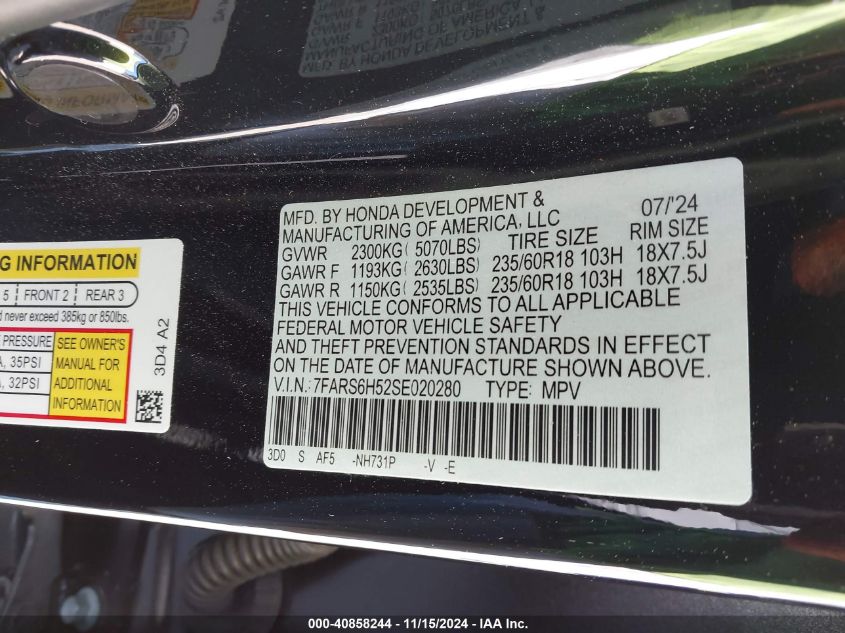 MFD. BY HONDA DEVELOPMENT & 07/'24
MANUFACTURING OF AMERICA, LLC
GVWR 2300KG( 5070LBS) TIRE SIZE RIM SIZE
GAWR F 1193KG( 2630LBS) 235/60R18 103H 18X7.5J
GAWR R 1150KG( 2535LBS) 235/60R18 103H 18X7.5J
THIS VEHICLE CONFORMS TO ALL APPLICABLE
FEDERAL MOTOR VEHICLE SAFETY
AND THEFT PREVENTION STANDARDS IN EFFECT
ON THE DATE OF MANUFACTURE SHOWN ABOVE.
V.I.N.: 7FARS6H52SE020280 TYPE: MPV
3D0 S AF5 -NH731P -V -E
G INFORMATION
5 FRONT 2 REAR 3
d never exceed 385kg or 850lbs.
PRESSURE SEE OWNER'S
A, 35PSI MANUAL FOR
A, 32PSI ADDITIONAL
INFORMATION
3D4 A2
000-40858244 - 11/15/2024 - IAA Inc.